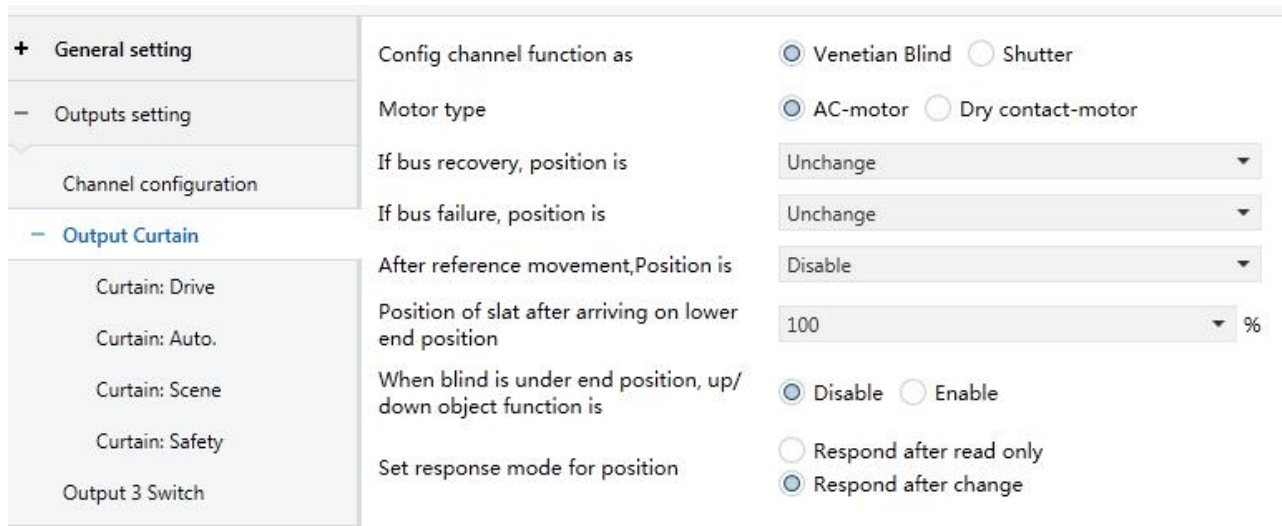 + General setting
− Outputs setting
Channel configuration
− Output Curtain
Curtain: Drive
Curtain: Auto.
Curtain: Scene
Curtain: Safety
Output 3 Switch
Config channel function as Venetian Blind Shutter
Motor type AC-motor Dry contact-motor
If bus recovery, position is Unchange
If bus failure, position is Unchange
After reference movement,Position is Disable
Position of slat after arriving on lower
end position
100 %
When blind is under end position, up/
down object function is
Disable Enable
Set response mode for position
Respond after read only
Respond after change